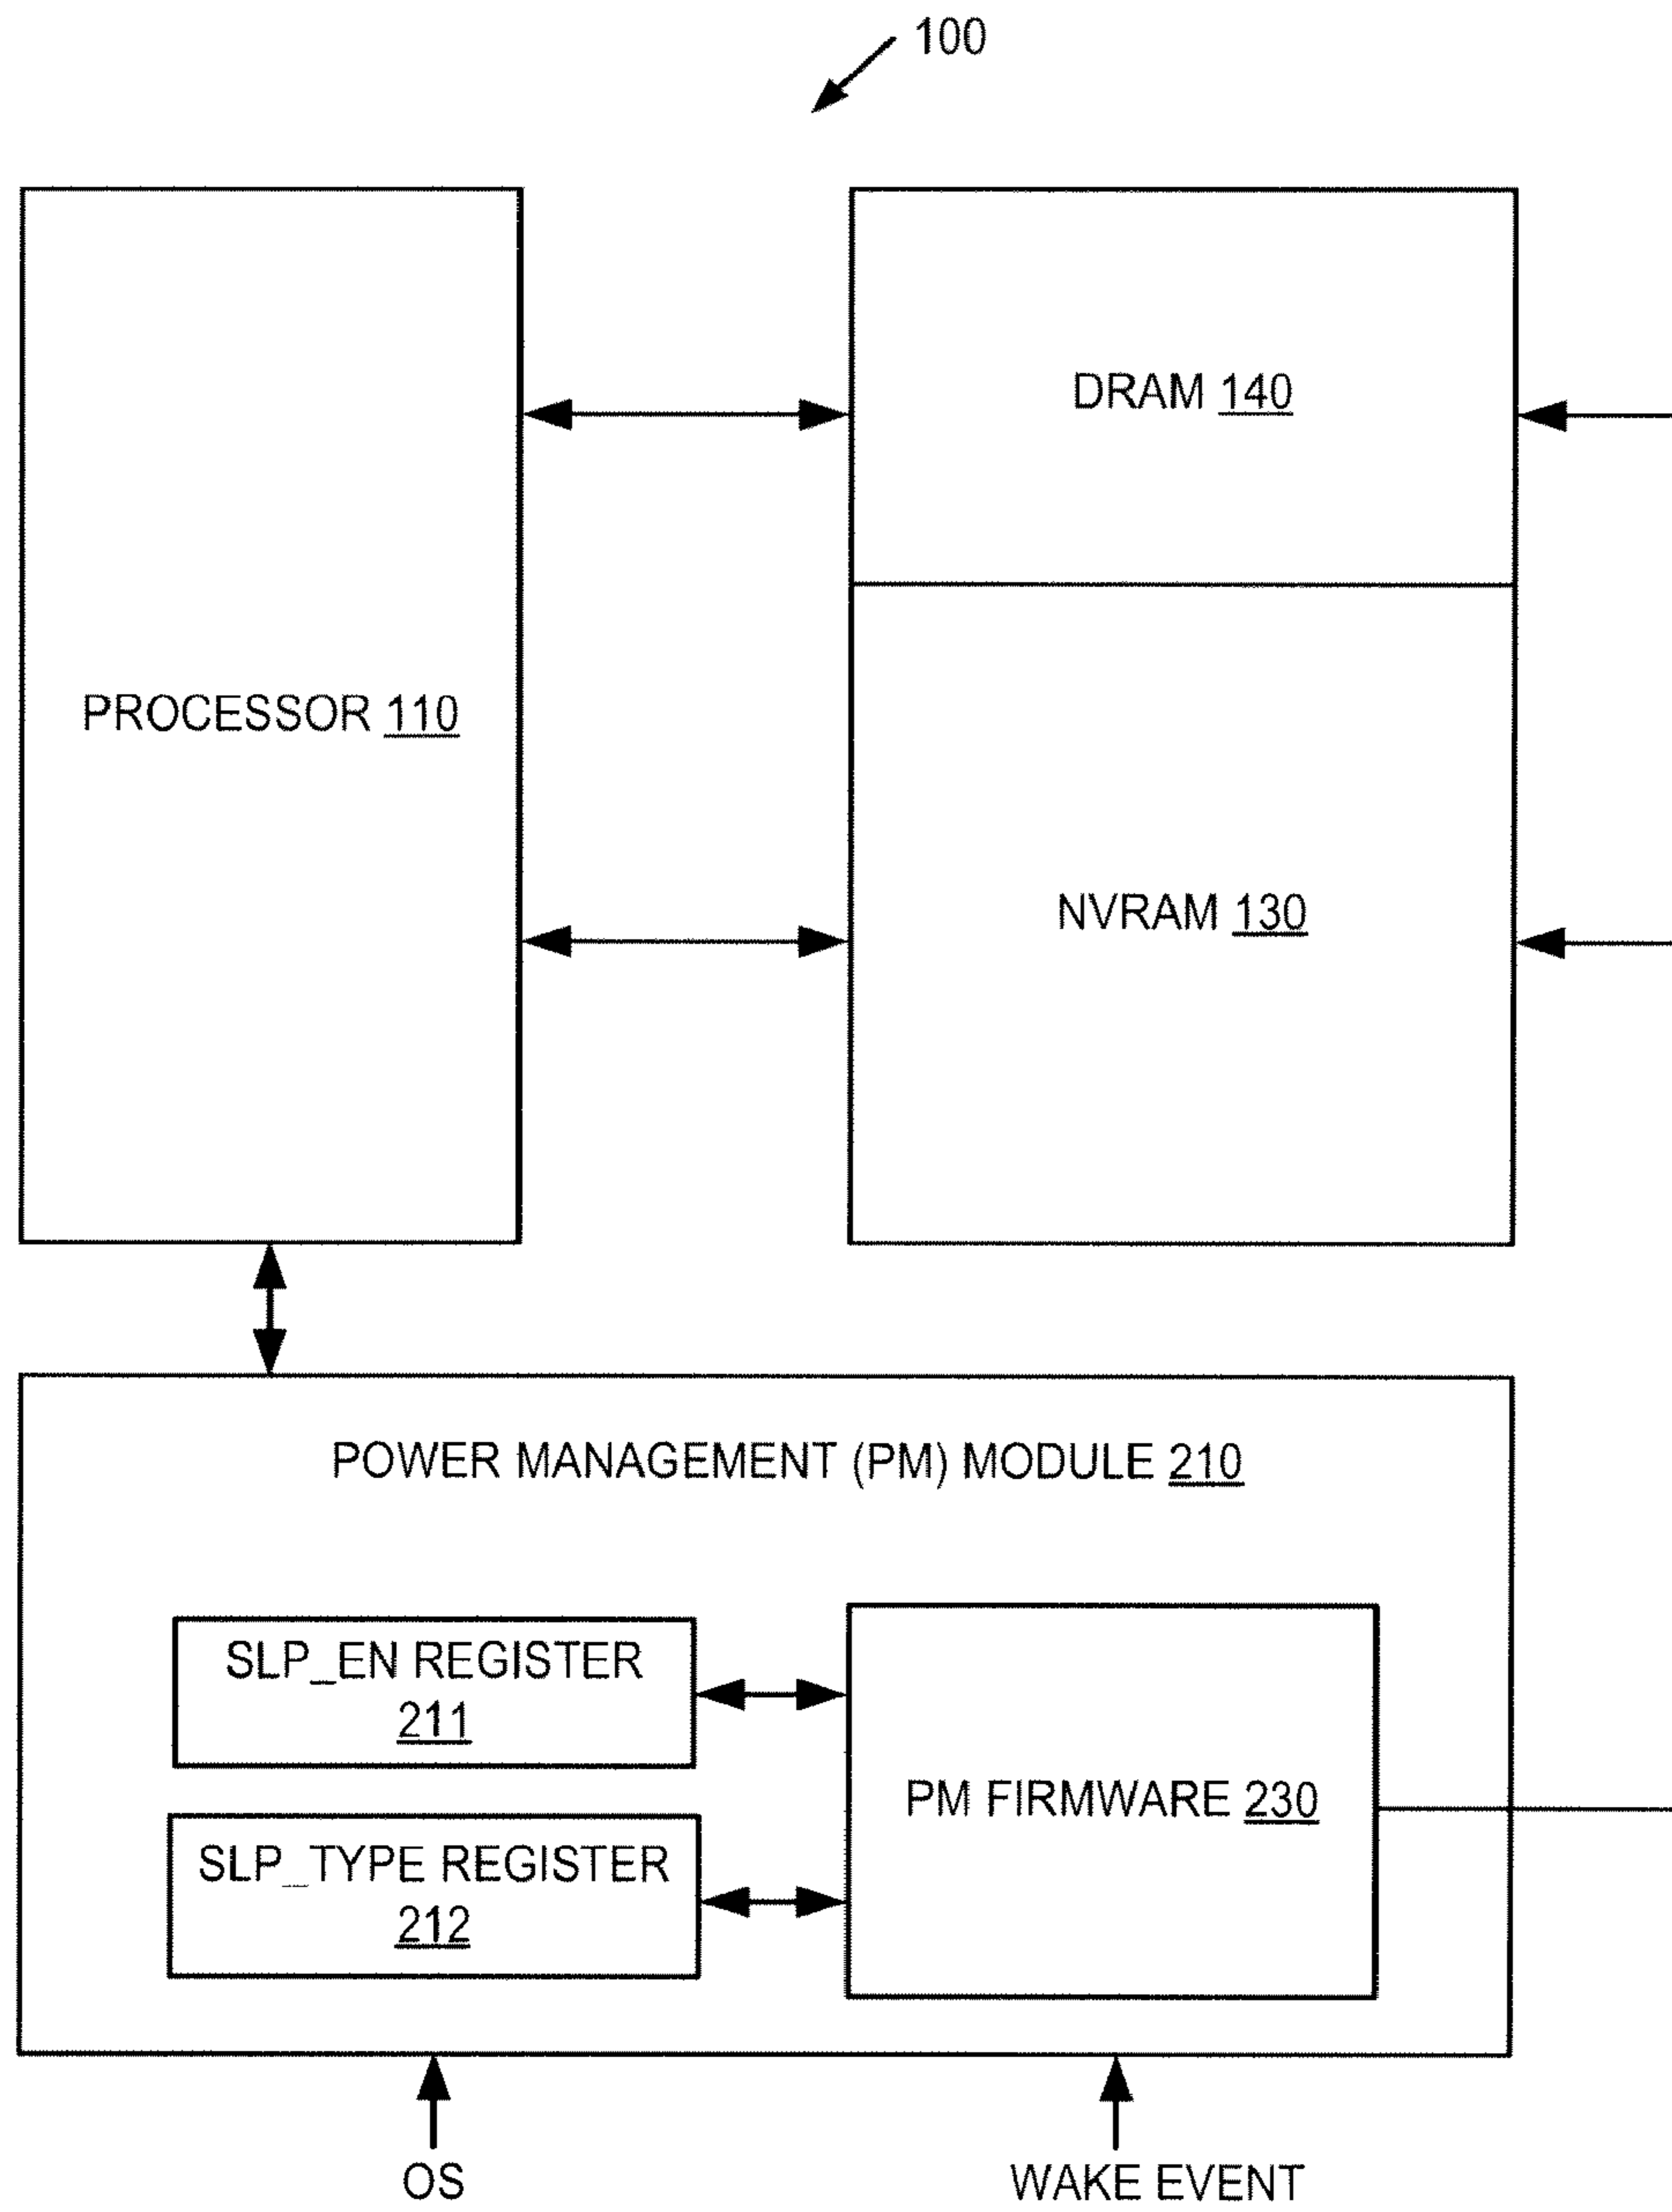 100
DRAM 140
PROCESSOR 110
NVRAM 130
POWER MANAGEMENT (PM) MODULE 210
SLP_EN REGISTER
211
PM FIRMWARE 230
SLP_TYPE REGISTER
212
OS
WAKE EVENT